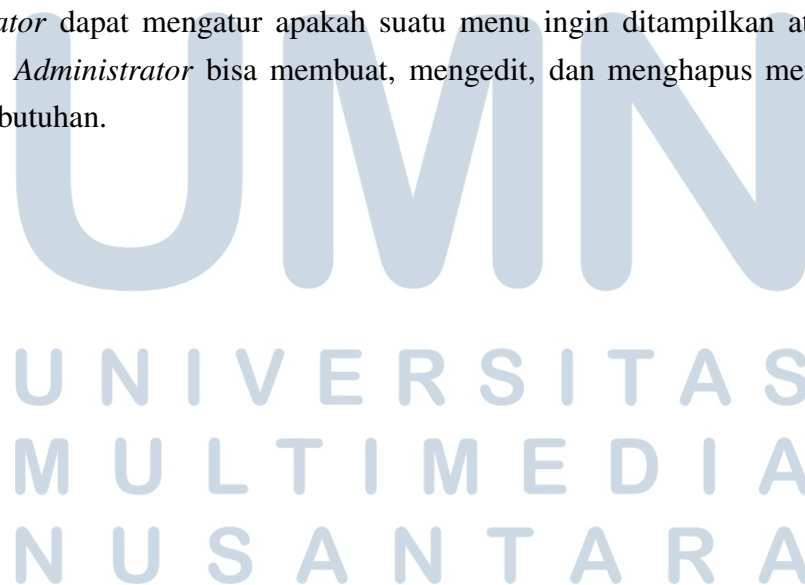 ator dapat mengatur apakah suatu menu ingin ditampilkan at
Administrator bisa membuat, mengedit, dan menghapus me
butuhan.
UMN
UNIVERSITAS
MULTIMEDIA
NUSANTARA